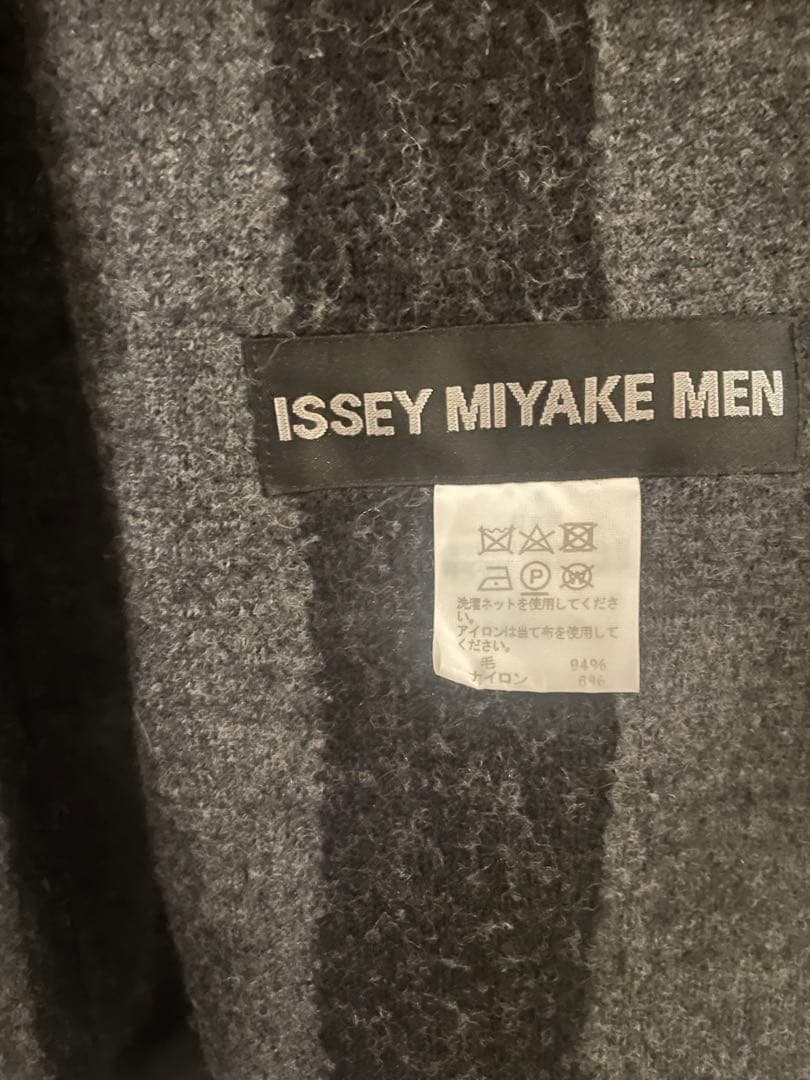 ISSEY MIYAKE MEN
P
W
洗濯ネットを使用してくださ
い。
アイロンは当て布を使用して
ください。
毛 94%
ナイロン 6%